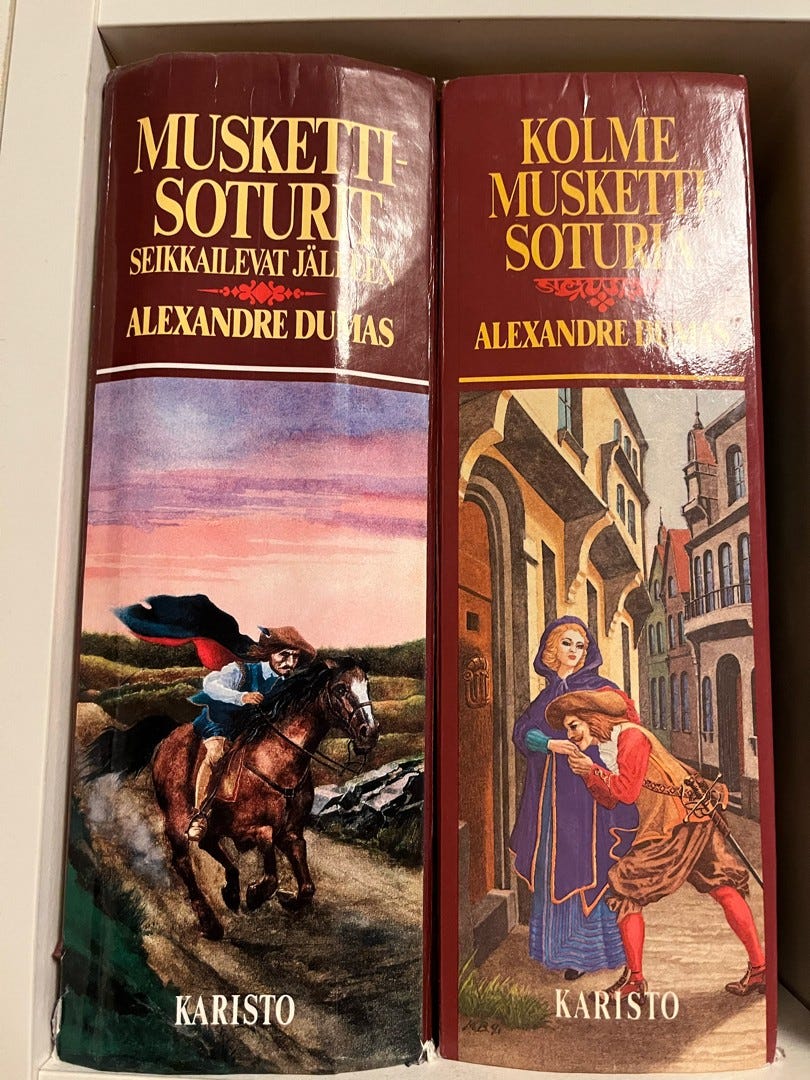 MUSKETTI-
SOTURIT
SEIKKAILEVAT JÄLLEEN
ALEXANDRE DUMAS
KARISTO
KOLME
MUSKETTI-
SOTURIA
ALEXANDRE DUMAS
KARISTO